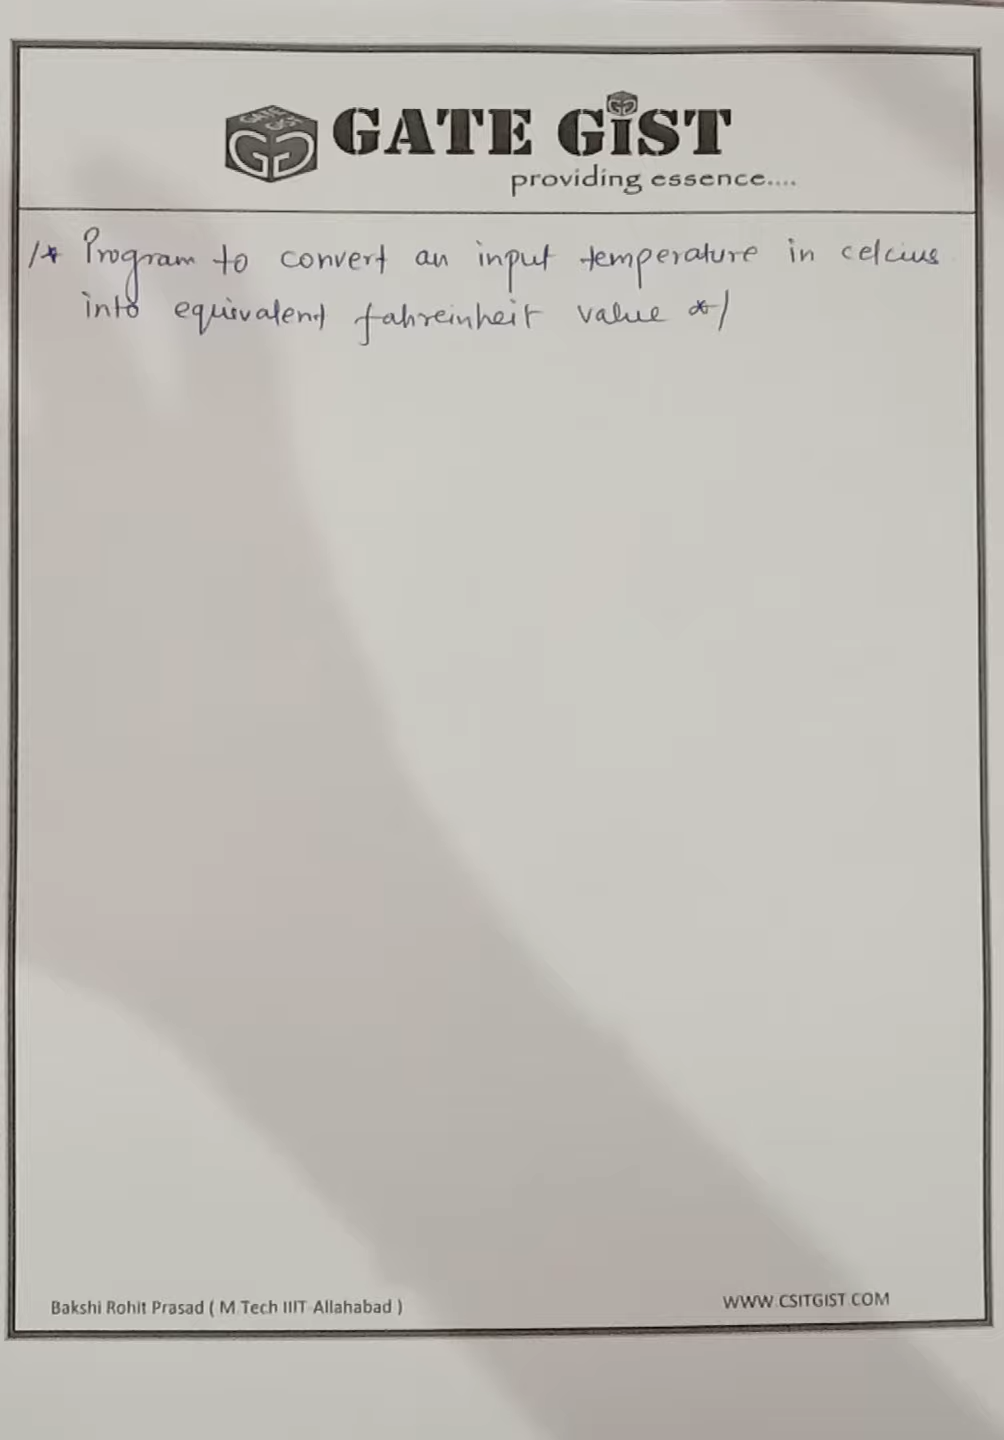 GATE GiST
providing essence....
/* Program to convert an input temperature in celcius
into equivalent fahreinheit value */
Bakshi Rohit Prasad ( M.Tech IIIT-Allahabad )
WWW.CSITGIST.COM